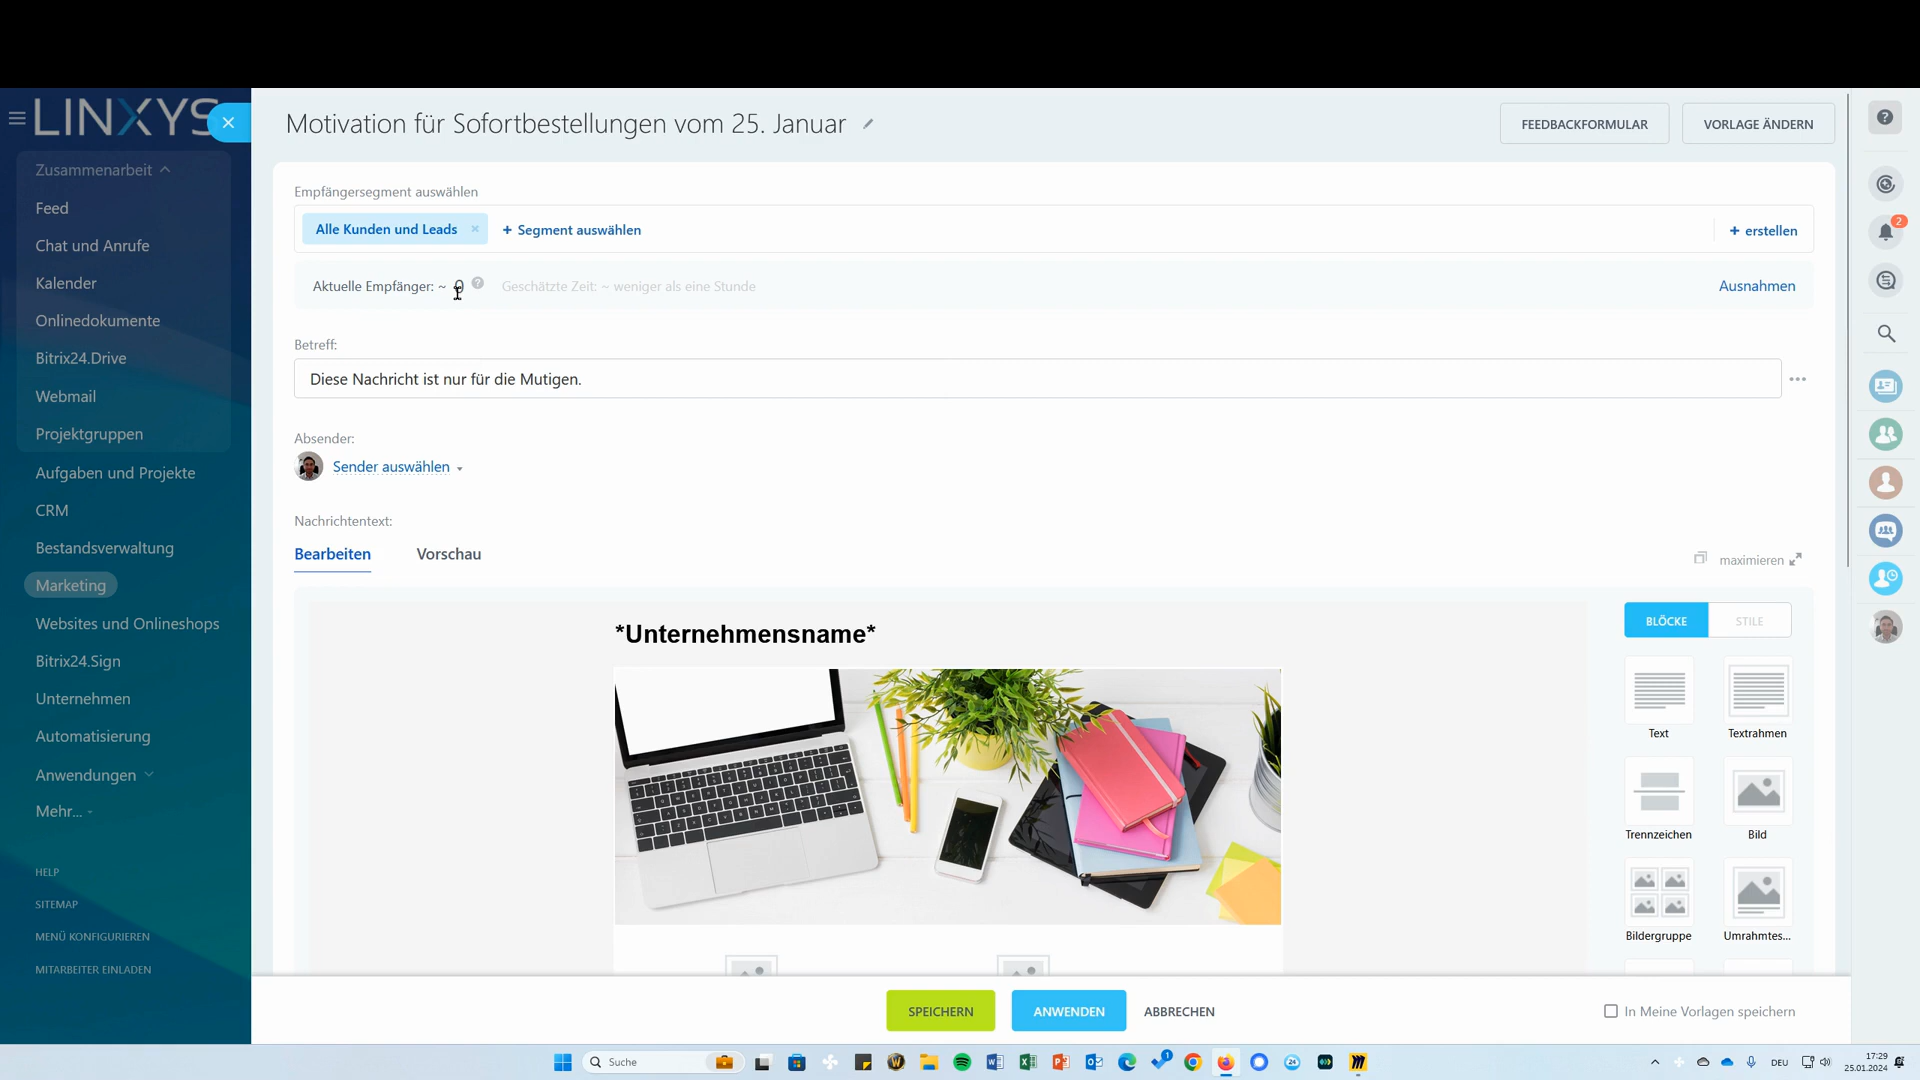 LINXYS
Motivation für Sofortbestellungen vom 25. Januar
FEEDBACKFORMULAR
VORLAGE ÄNDERN
Zusammenarbeit
Feed
Chat und Anrufe
Kalender
Onlinedokumente
Bitrix24.Drive
Webmail
Projektgruppen
Aufgaben und Projekte
CRM
Bestandsverwaltung
Marketing
Websites und Onlineshops
Bitrix24.Sign
Unternehmen
Automatisierung
Anwendungen
Mehr...
HELP
SITEMAP
MENÜ KONFIGURIEREN
MITARBEITER EINLADEN
Empfängersegment auswählen
Alle Kunden und Leads × + Segment auswählen
+ erstellen
Aktuelle Empfänger: ~ 0 ? Geschätzte Zeit: ~ weniger als eine Stunde
Ausnahmen
Betreff:
Diese Nachricht ist nur für die Mutigen.
Absender:
Sender auswählen
Nachrichtentext:
Bearbeiten Vorschau
maximieren
*Unternehmensname*
BLÖCKE STILE
Text Textrahmen
Trennzeichen Bild
Bildergruppe Umrahmtes...
SPEICHERN ANWENDEN ABBRECHEN
In Meine Vorlagen speichern
?
2
24
Suche
1
DEU
17:29
25.01.2024